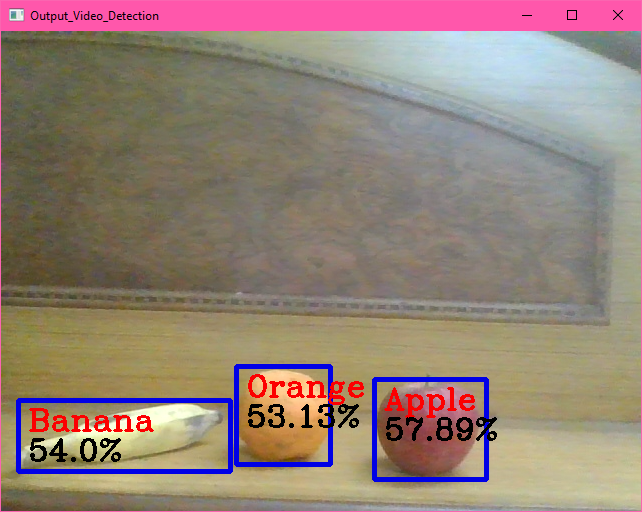 Output_Video_Detection
Banana
54.0%
Orange
53.13%
Apple
57.89%